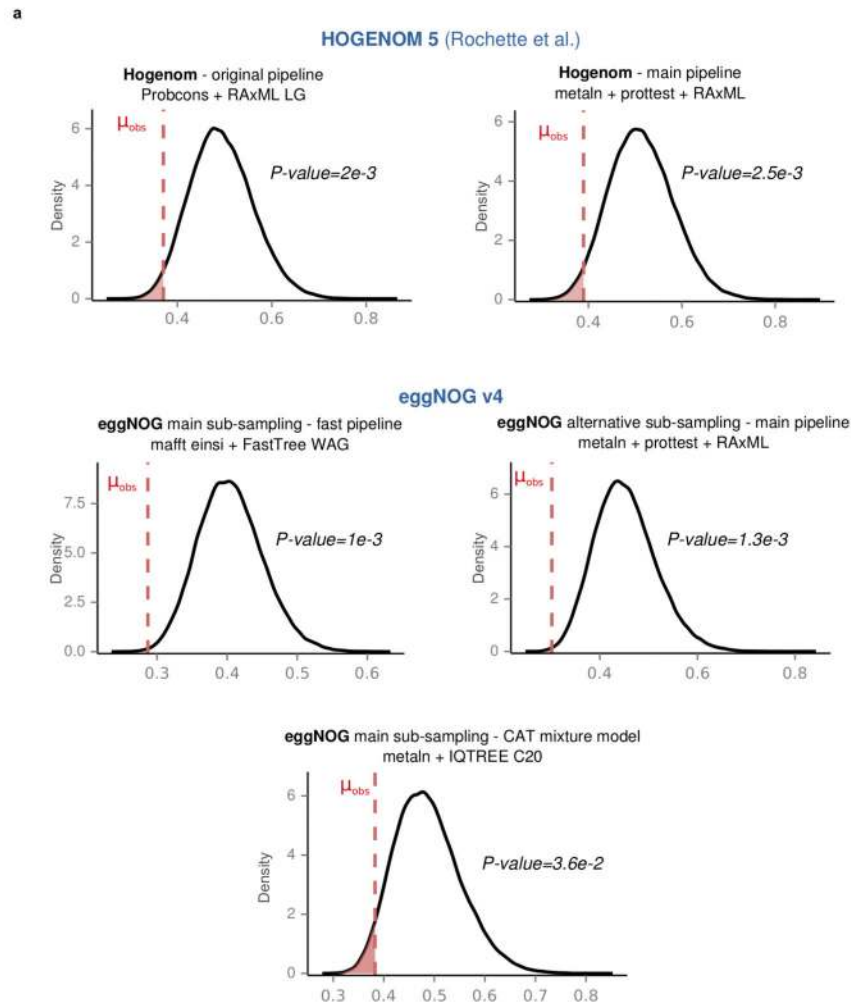 a
HOGENOM 5 (Rochette et al.)
Hogenom - original pipeline
Probcons + RAxML LG
μobs
P-value=2e-3
Density
6
4
2
0
0.4 0.6 0.8
Hogenom - main pipeline
metaln + prottest + RAxML
μobs
P-value=2.5e-3
Density
6
4
2
0
0.4 0.6 0.8
eggNOG v4
eggNOG main sub-sampling - fast pipeline
mafft einsi + FastTree WAG
μobs
P-value=1e-3
Density
7.5
5.0
2.5
0.0
0.3 0.4 0.5 0.6
eggNOG alternative sub-sampling - main pipeline
metaln + prottest + RAxML
μobs
P-value=1.3e-3
Density
6
4
2
0
0.4 0.6 0.8
eggNOG main sub-sampling - CAT mixture model
metaln + IQTREE C20
μobs
P-value=3.6e-2
Density
6
4
2
0
0.3 0.4 0.5 0.6 0.7 0.8